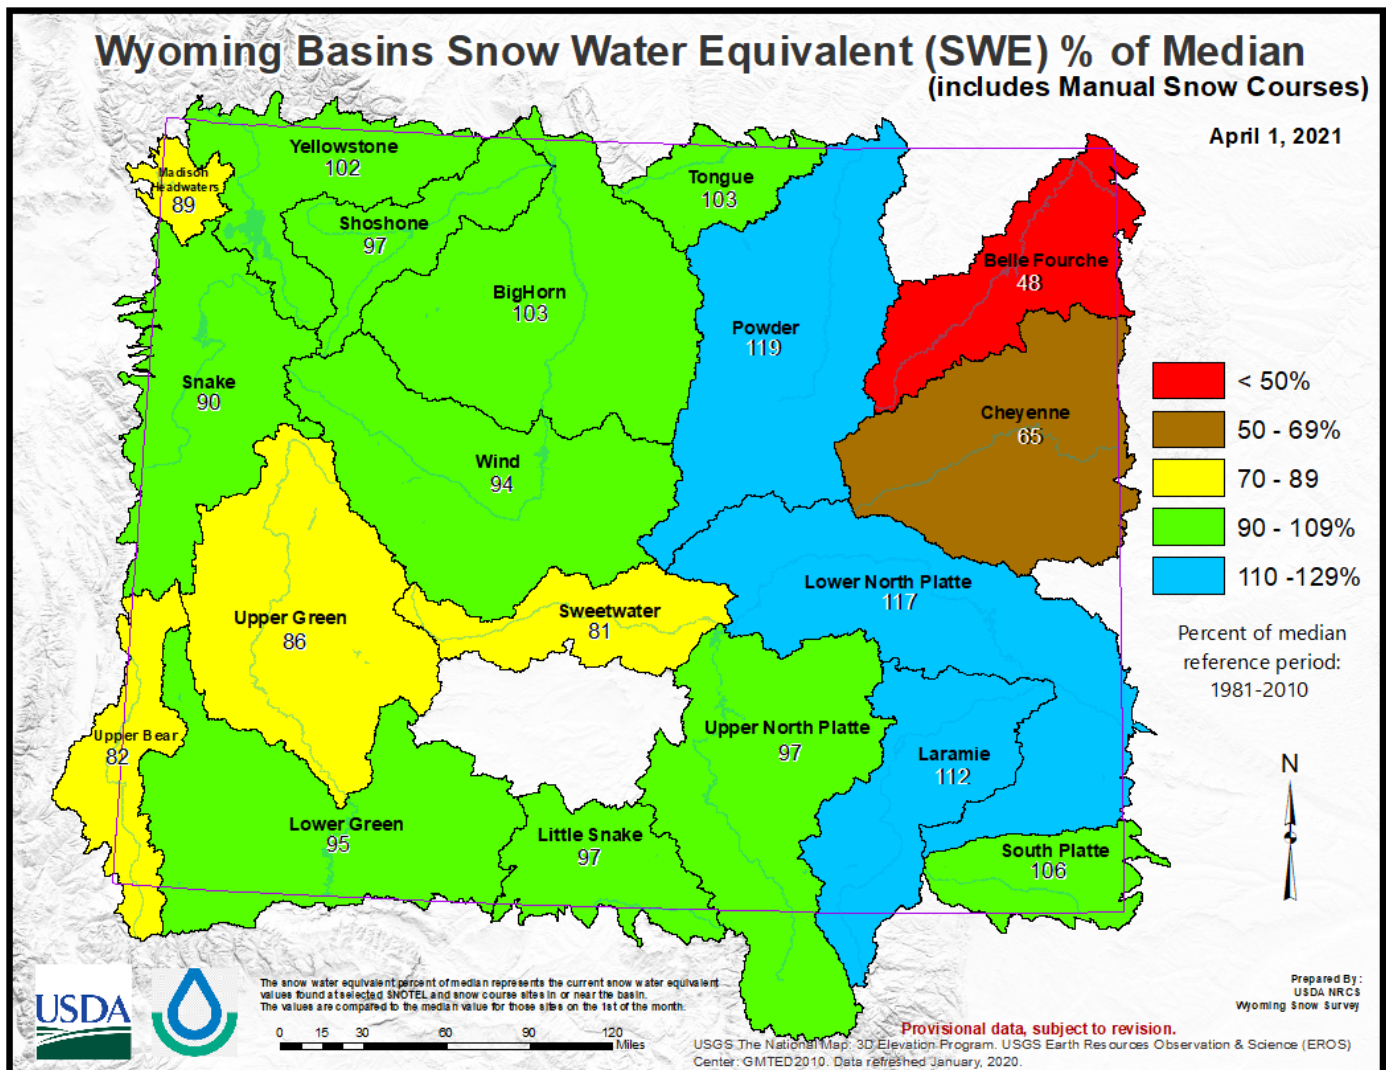 Wyoming Basins Snow Water Equivalent (SWE) % of Median
(includes Manual Snow Courses)
April 1, 2021
Yellowstone
102
Madison
Headwaters
89
Tongue
103
Shoshone
97
Belle Fourche
48
BigHorn
103
Powder
119
Snake
90
Cheyenne
65
Wind
94
< 50%
50 - 69%
70 - 89
90 - 109%
110 -129%
Lower North Platte
117
Upper Green
86
Sweetwater
81
Percent of median
reference period:
1981-2010
Upper Bear
82
Upper North Platte
97
Laramie
112
N
Lower Green
95
Little Snake
97
South Platte
106
USDA
The snow water equivalent percent of median represents the current snow water equivalent
values found at selected SNOTEL and snow course sites in or near the basin.
The values are compared to the median value for those sites on the 1st of the month.
0 15 30 60 90 120
Miles
Prepared By:
USDA NRCS
Wyoming Snow Survey
Provisional data, subject to revision.
USGS The National Map: 3D Elevation Program. USGS Earth Resources Observation & Science (EROS)
Center: GMTED2010. Data refreshed January, 2020.